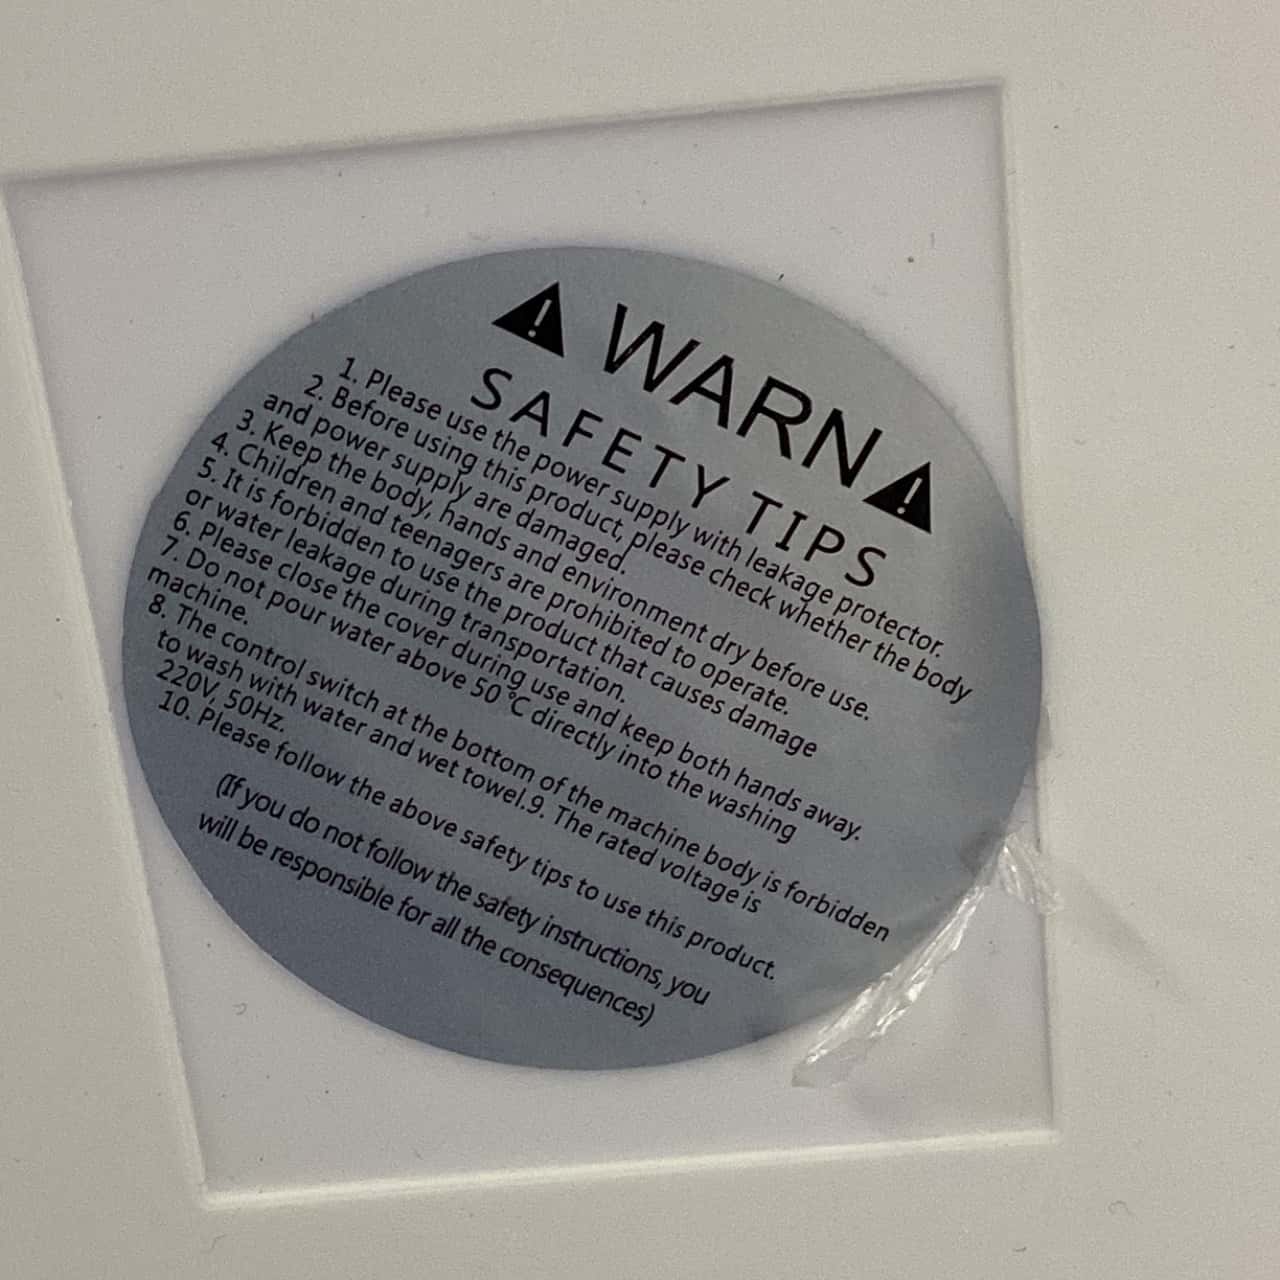 WARN
SAFETY TIPS
1. Please use the power supply with leakage protector.
2. Before using this product, please check whether the body
and power supply are damaged.
3. Keep the body, hands and environment dry before use.
4. Children and teenagers are prohibited to operate.
5. It is forbidden to use the product that causes damage
or water leakage during transportation.
6. Please close the cover during use and keep both hands away.
7. Do not pour water above 50 ℃ directly into the washing
machine.
8. The control switch at the bottom of the machine body is forbidden
to wash with water and wet towel.9. The rated voltage is
220V, 50Hz.
10. Please follow the above safety tips to use this product.
(If you do not follow the safety instructions, you
will be responsible for all the consequences)